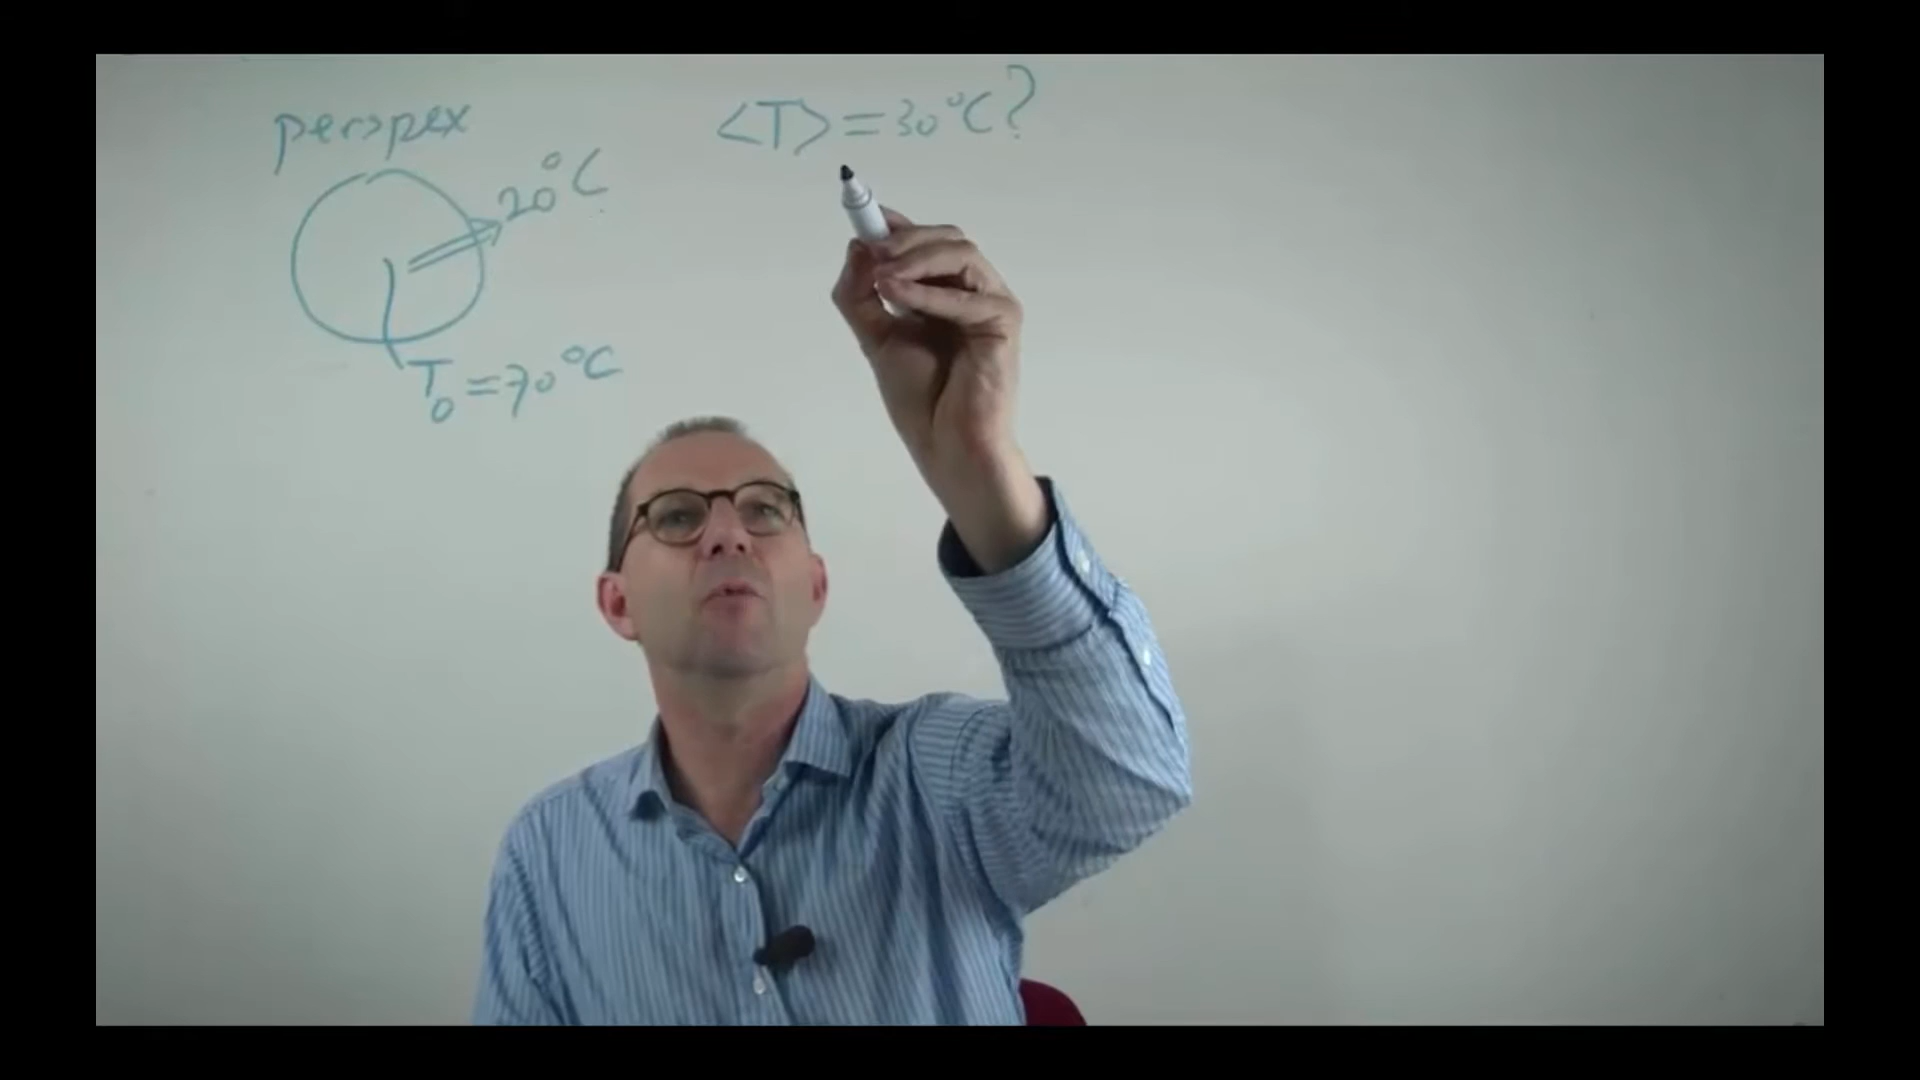 perspex
<T> = 30°C?
20°C
T₀ = 70°C